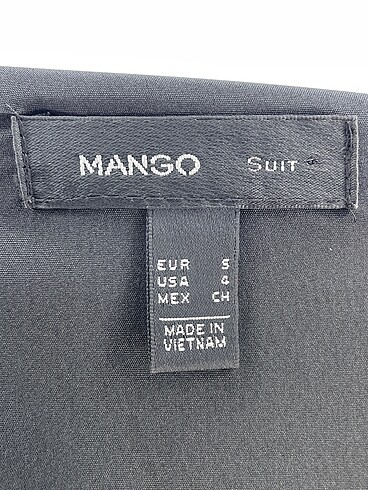 MANGO Suit
EUR S
USA 4
MEX CH
MADE IN
VIETNAM